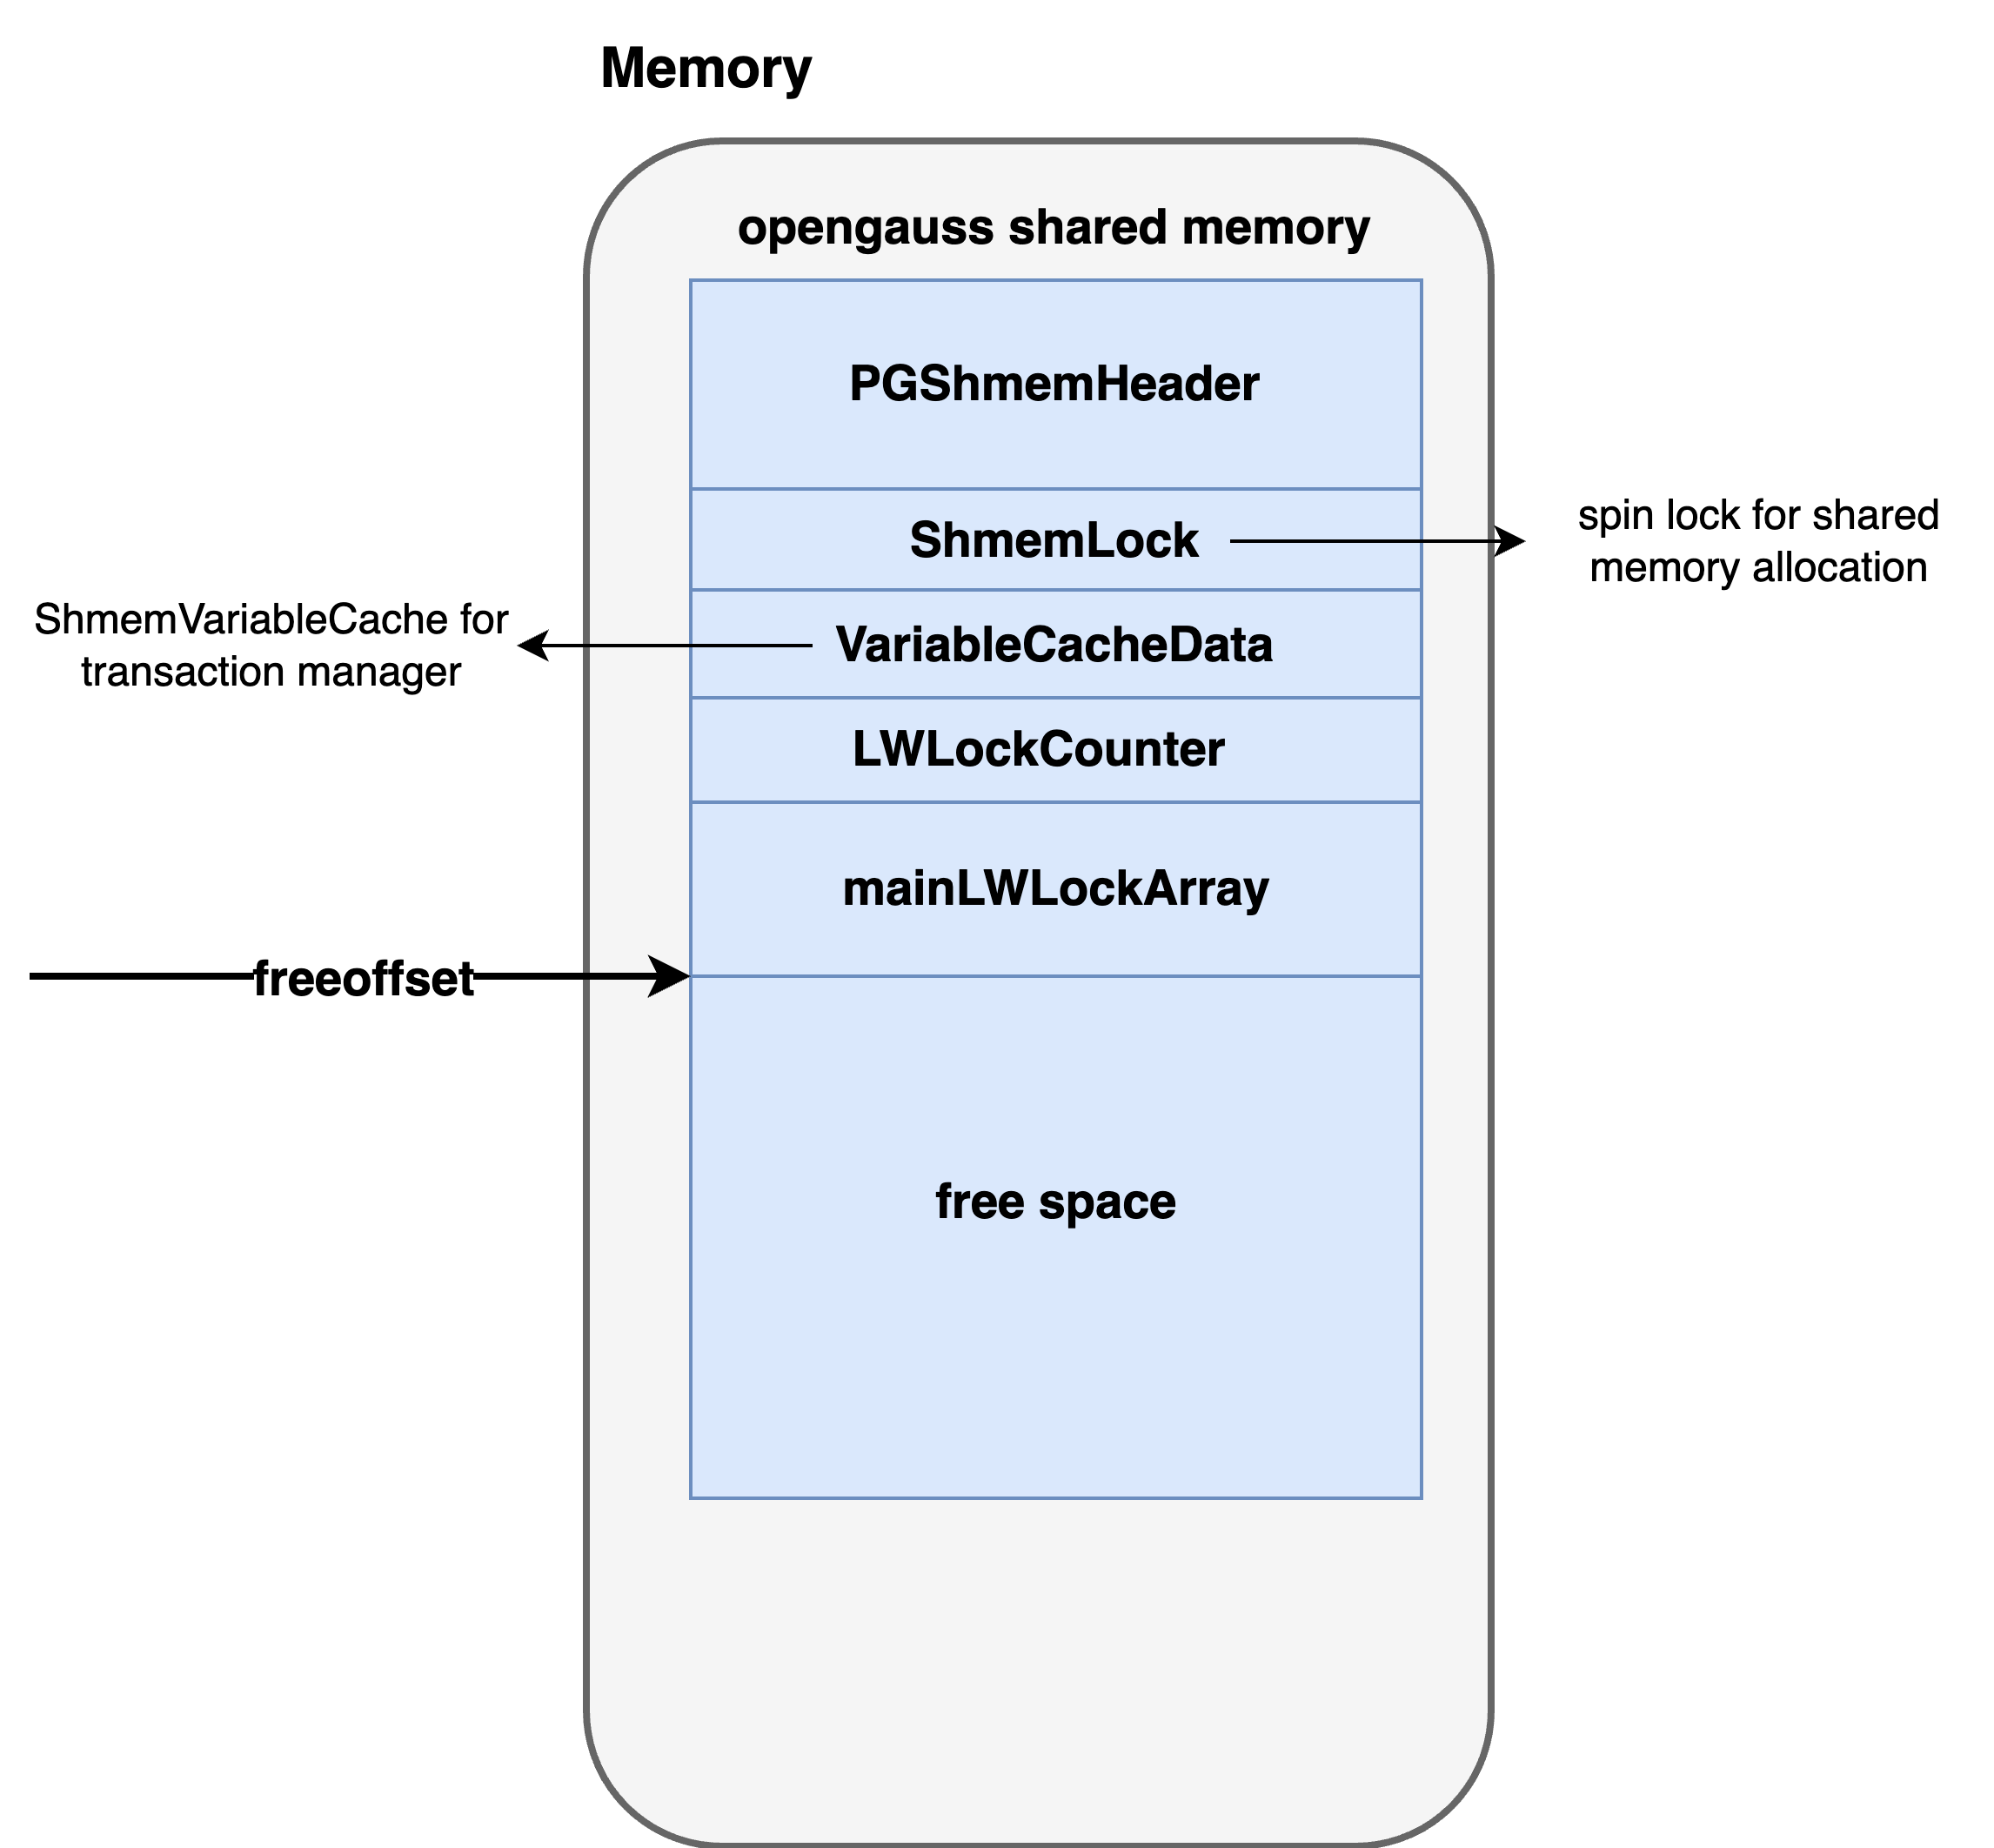 Memory
opengauss shared memory
PGShmemHeader
ShmemLock
spin lock for shared
memory allocation
ShmemVariableCache for
transaction manager
VariableCacheData
LWLockCounter
mainLWLockArray
freeoffset
free space